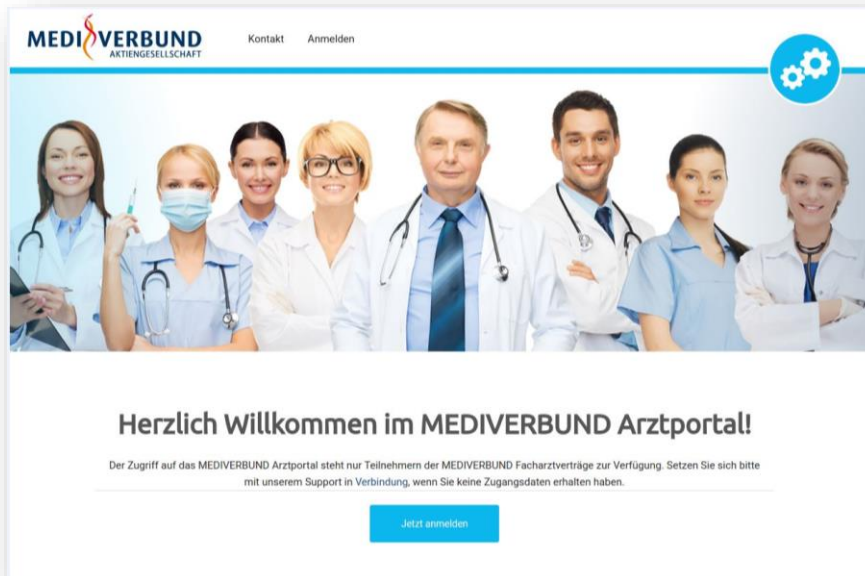 MEDIVERBUND
AKTIENGESELLSCHAFT
Kontakt Anmelden
Herzlich Willkommen im MEDIVERBUND Arztportal!
Der Zugriff auf das MEDIVERBUND Arztportal steht nur Teilnehmern der MEDIVERBUND Facharztverträge zur Verfügung. Setzen Sie sich bitte
mit unserem Support in Verbindung, wenn Sie keine Zugangsdaten erhalten haben.
Jetzt anmelden